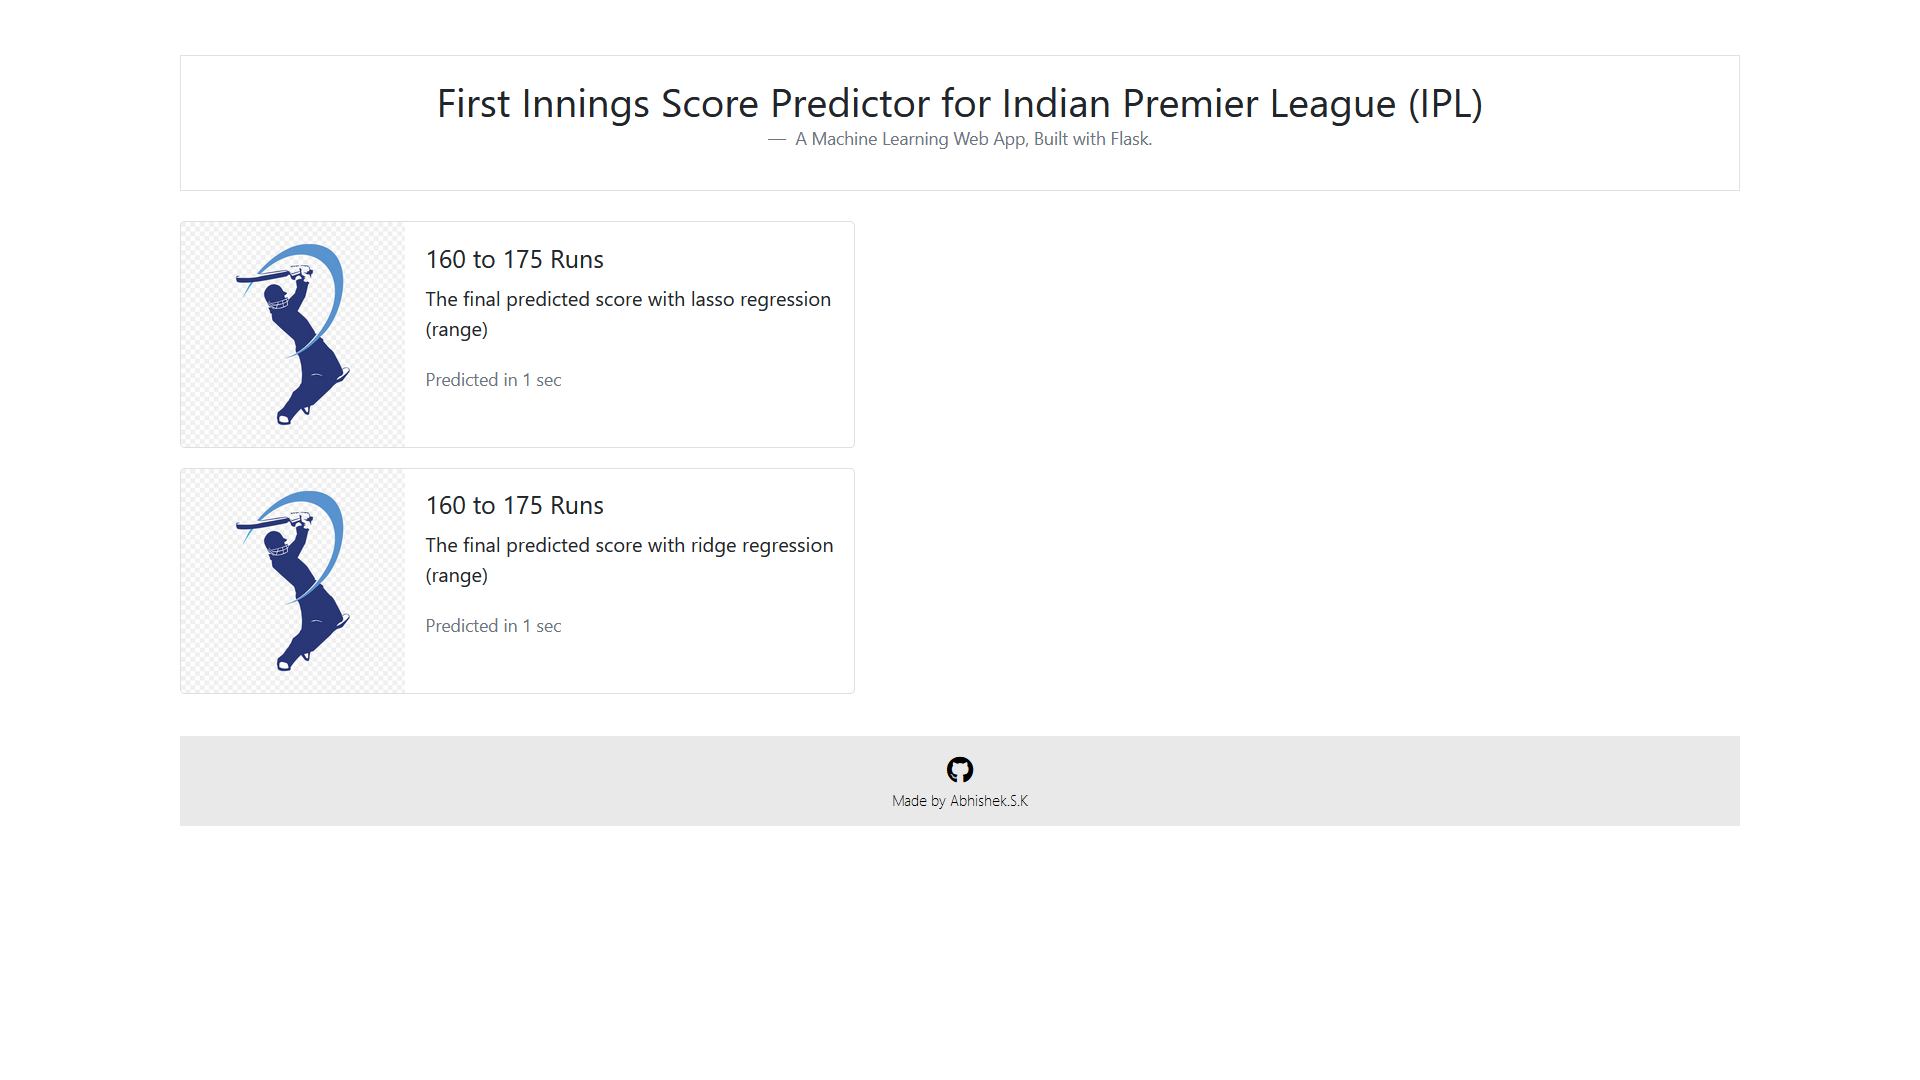 First Innings Score Predictor for Indian Premier League (IPL)
— A Machine Learning Web App, Built with Flask.
160 to 175 Runs
The final predicted score with lasso regression
(range)
Predicted in 1 sec
160 to 175 Runs
The final predicted score with ridge regression
(range)
Predicted in 1 sec
Made by Abhishek.S.K